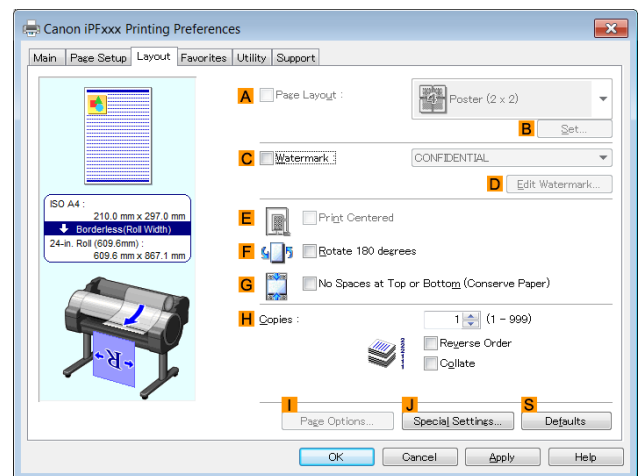 Canon iPFxxx Printing Preferences
Main Page Setup Layout Favorites Utility Support
A Page Layout : Poster (2 x 2)
B Set...
C Watermark : CONFIDENTIAL
D Edit Watermark...
ISO A4 :
210.0 mm x 297.0 mm
Borderless(Roll Width)
24-in. Roll (609.6mm) :
609.6 mm x 867.1 mm
E Print Centered
F Rotate 180 degrees
G No Spaces at Top or Bottom (Conserve Paper)
H Copies : 1 (1 - 999)
Reverse Order
Collate
R
I J S
Page Options... Special Settings... Defaults
OK Cancel Apply Help